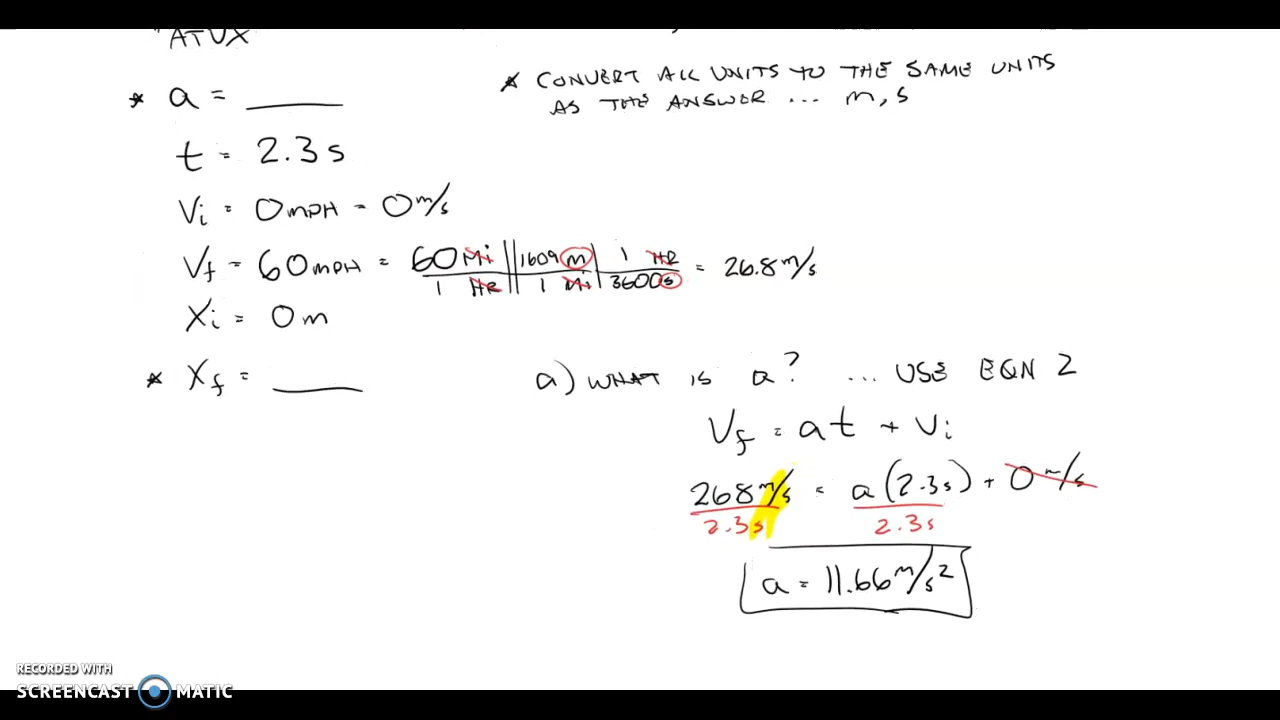 "ATVX
* CONVERT ALL UNITS TO THE SAME UNITS
AS THE ANSWER ... m, s
* a = ____
t = 2.3 s
Vi = 0 mPH = 0 m/s
Vf = 60 mPH = 60 Mi | 1609 m | 1 HR = 26.8 m/s
1 HR | 1 Mi | 3600 s
Xi = 0 m
* Xf = ____
a) WHAT IS a? ... USE EQN 2
Vf = at + Vi
268 m/s = a (2.3 s) + 0 m/s
2.3 s 2.3 s
a = 11.66 m/s²
RECORDED WITH
SCREENCAST MATIC